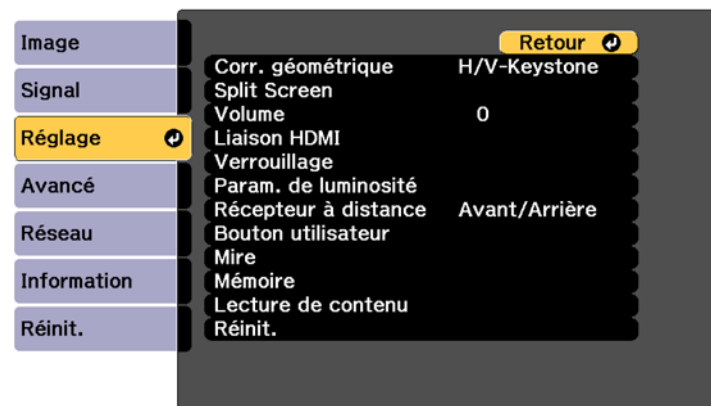 Image
Signal
Réglage
Avancé
Réseau
Information
Réinit.
Retour
Corr. géométrique H/V-Keystone
Split Screen
Volume 0
Liaison HDMI
Verrouillage
Param. de luminosité
Récepteur à distance Avant/Arrière
Bouton utilisateur
Mire
Mémoire
Lecture de contenu
Réinit.